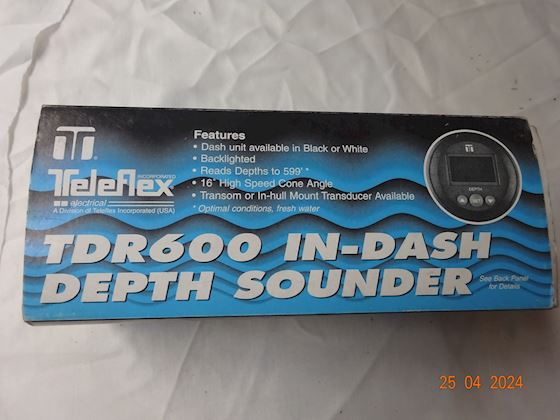 Features
• Dash unit available in Black or White
• Backlighted
• Reads Depths to 599' *
• 16° High Speed Cone Angle
• Transom or In-hull Mount Transducer Available
* Optimal conditions, fresh water
INCORPORATED
Teleflex
electrical
A Division of Teleflex Incorporated (USA)
DEPTH
TDR600 IN-DASH
DEPTH SOUNDER
See Back Panel
for Details
25 04 2024